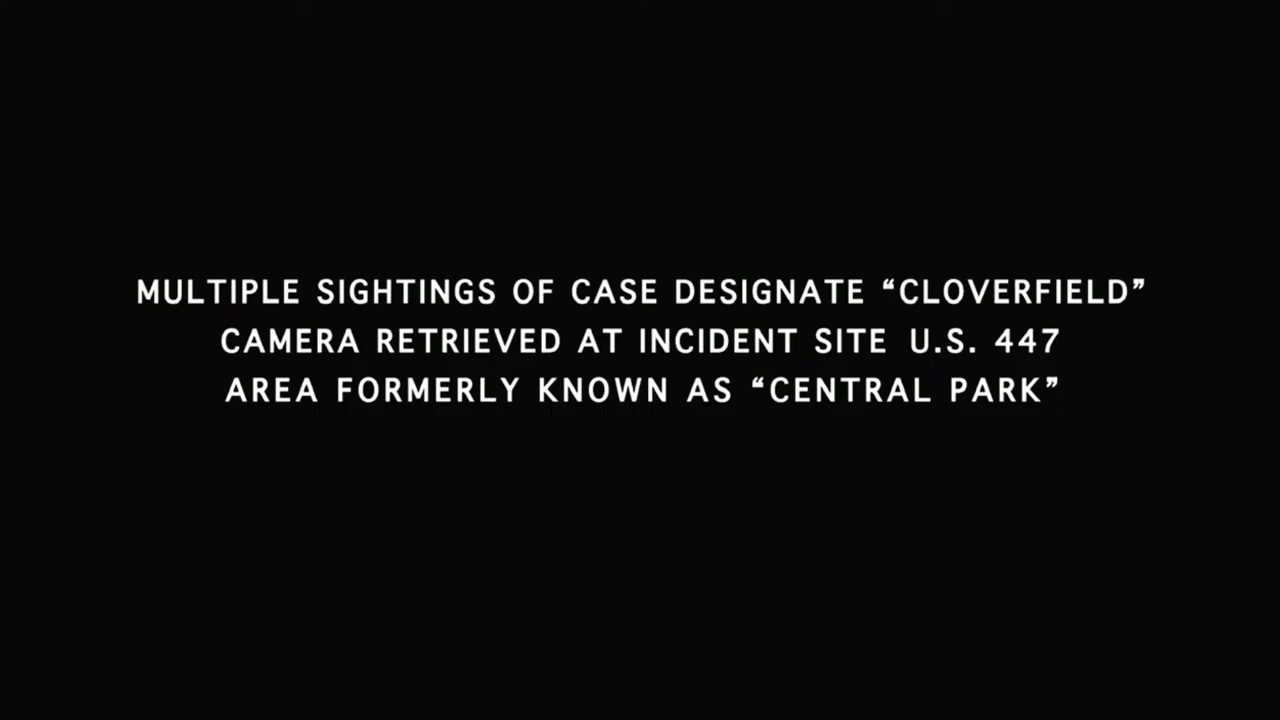 MULTIPLE SIGHTINGS OF CASE DESIGNATE “CLOVERFIELD”
CAMERA RETRIEVED AT INCIDENT SITE U.S. 447
AREA FORMERLY KNOWN AS “CENTRAL PARK”